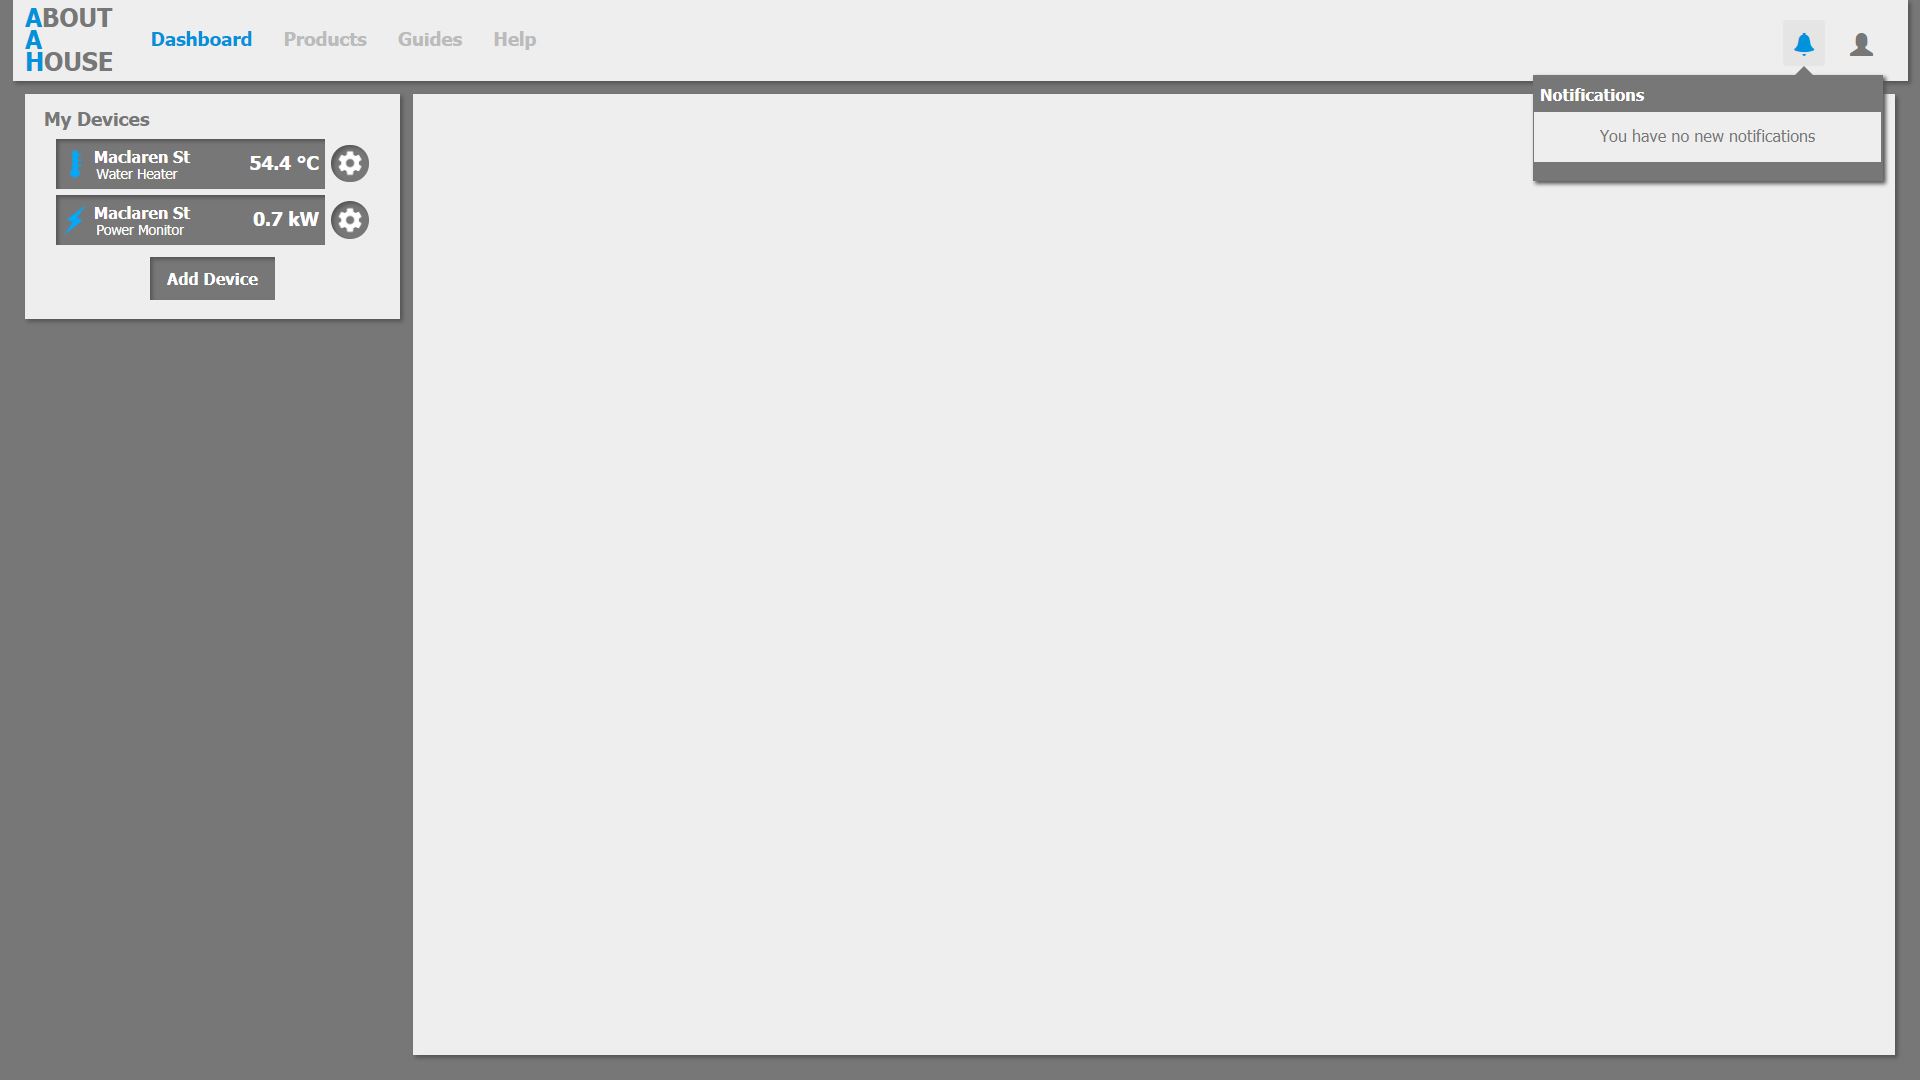 ABOUT
A
HOUSE
Dashboard Products Guides Help
Notifications
You have no new notifications
My Devices
Maclaren St
Water Heater
54.4 °C
Maclaren St
Power Monitor
0.7 kW
Add Device